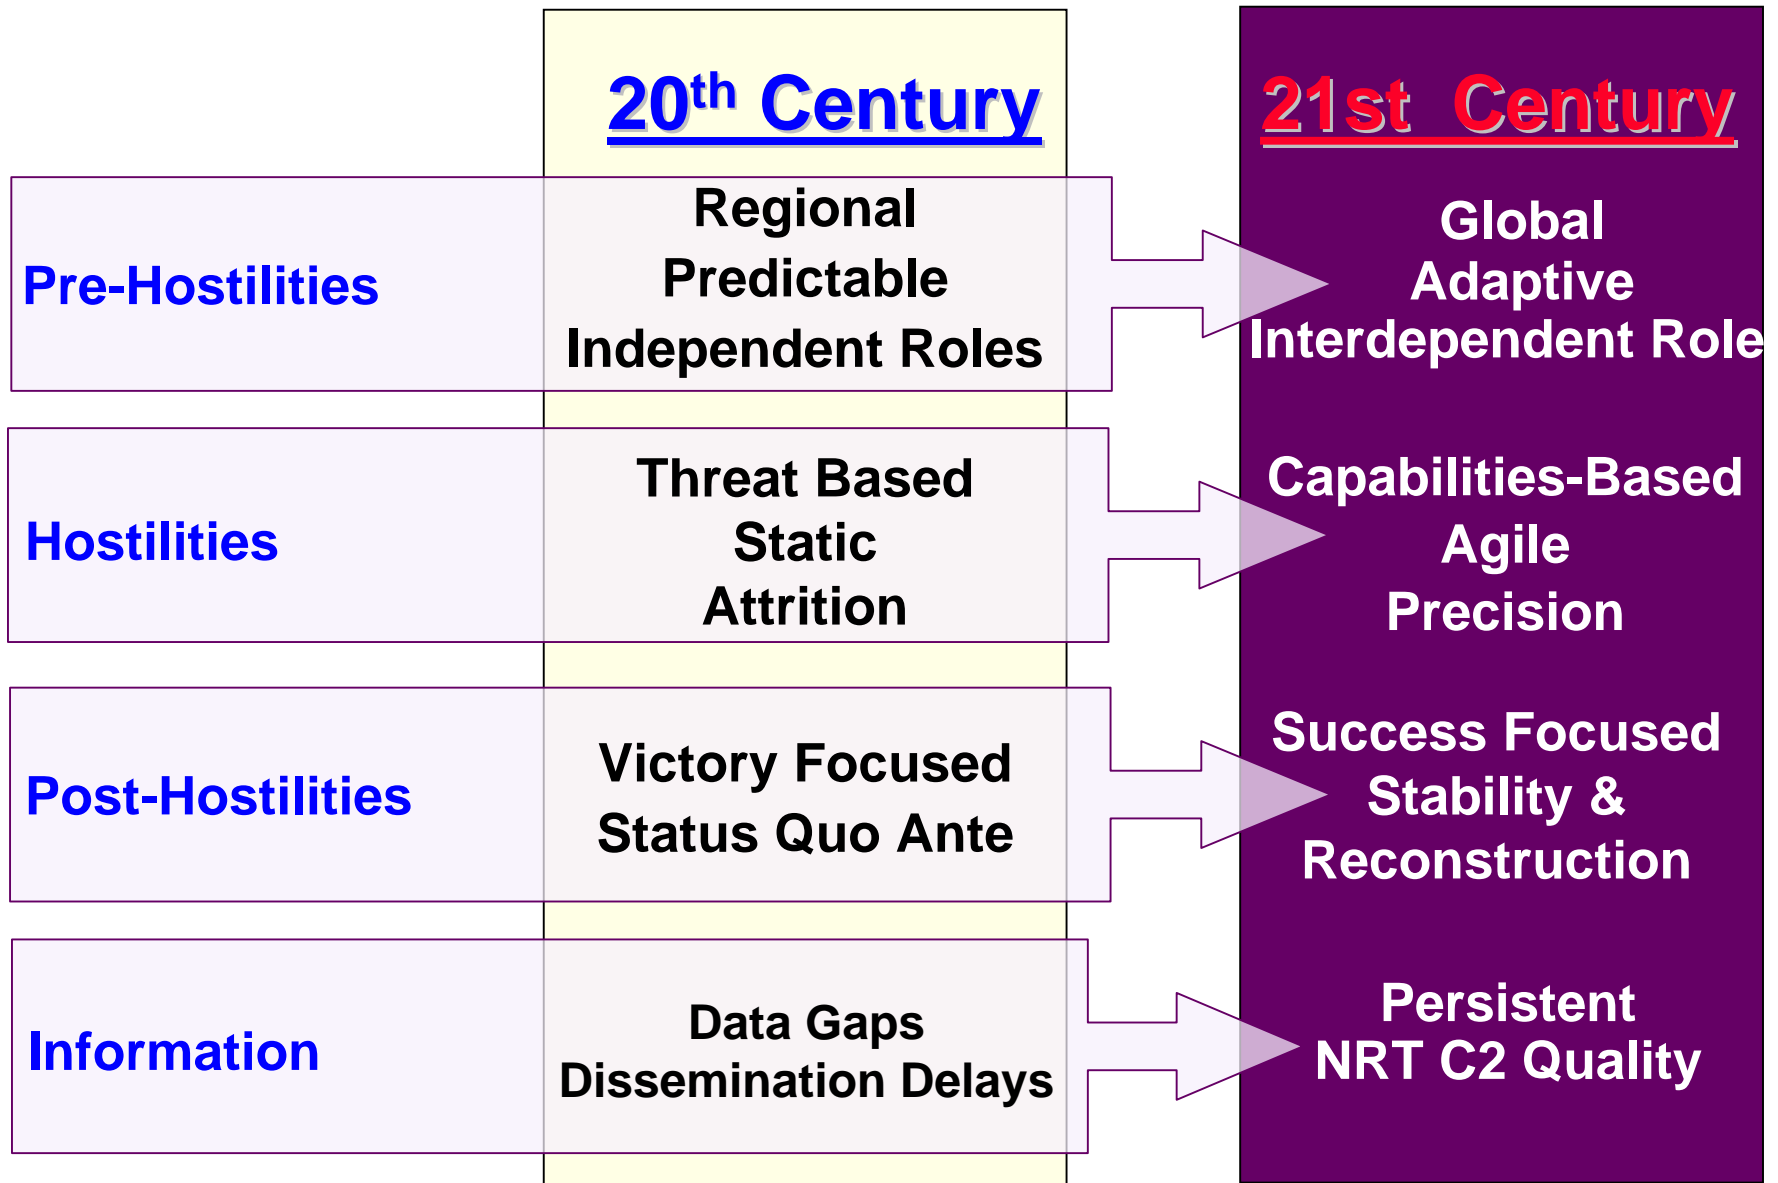 20th Century
21st Century
Pre-Hostilities
Regional
Predictable
Independent Roles
Global
Adaptive
Interdependent Role
Hostilities
Threat Based
Static
Attrition
Capabilities-Based
Agile
Precision
Post-Hostilities
Victory Focused
Status Quo Ante
Success Focused
Stability &
Reconstruction
Information
Data Gaps
Dissemination Delays
Persistent
NRT C2 Quality